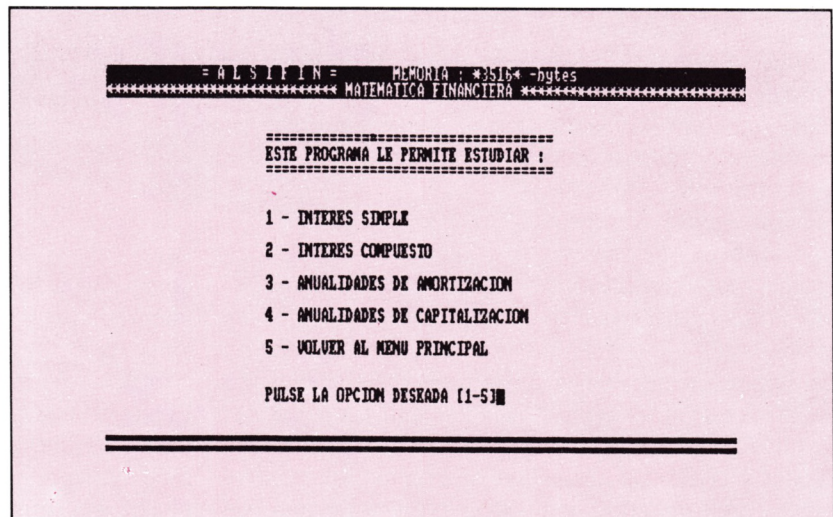 = A L S I F I N = MEMORIA : *3516* -bytes
**************************** MATEMATICA FINANCIERA ****************************
====================================
ESTE PROGRAMA LE PERMITE ESTUDIAR :
====================================
1 - INTERES SIMPLE
2 - INTERES COMPUESTO
3 - ANUALIDADES DE AMORTIZACION
4 - ANUALIDADES DE CAPITALIZACION
5 - VOLVER AL MENU PRINCIPAL
PULSE LA OPCION DESEADA [1-5]